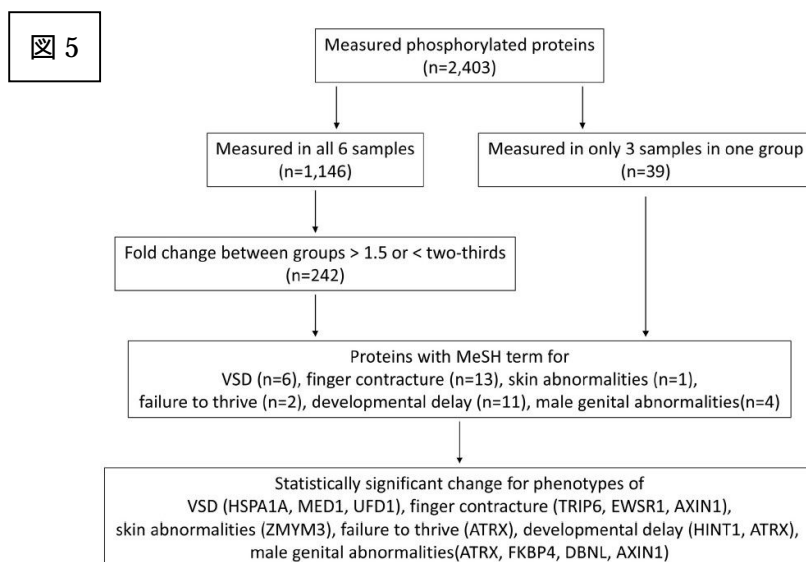 図 5
Measured phosphorylated proteins
(n=2,403)
Measured in all 6 samples
(n=1,146)
Measured in only 3 samples in one group
(n=39)
Fold change between groups > 1.5 or < two-thirds
(n=242)
Proteins with MeSH term for
VSD (n=6), finger contracture (n=13), skin abnormalities (n=1),
failure to thrive (n=2), developmental delay (n=11), male genital abnormalities(n=4)
Statistically significant change for phenotypes of
VSD (HSPA1A, MED1, UFD1), finger contracture (TRIP6, EWSR1, AXIN1),
skin abnormalities (ZMYM3), failure to thrive (ATRX), developmental delay (HINT1, ATRX),
male genital abnormalities(ATRX, FKBP4, DBNL, AXIN1)